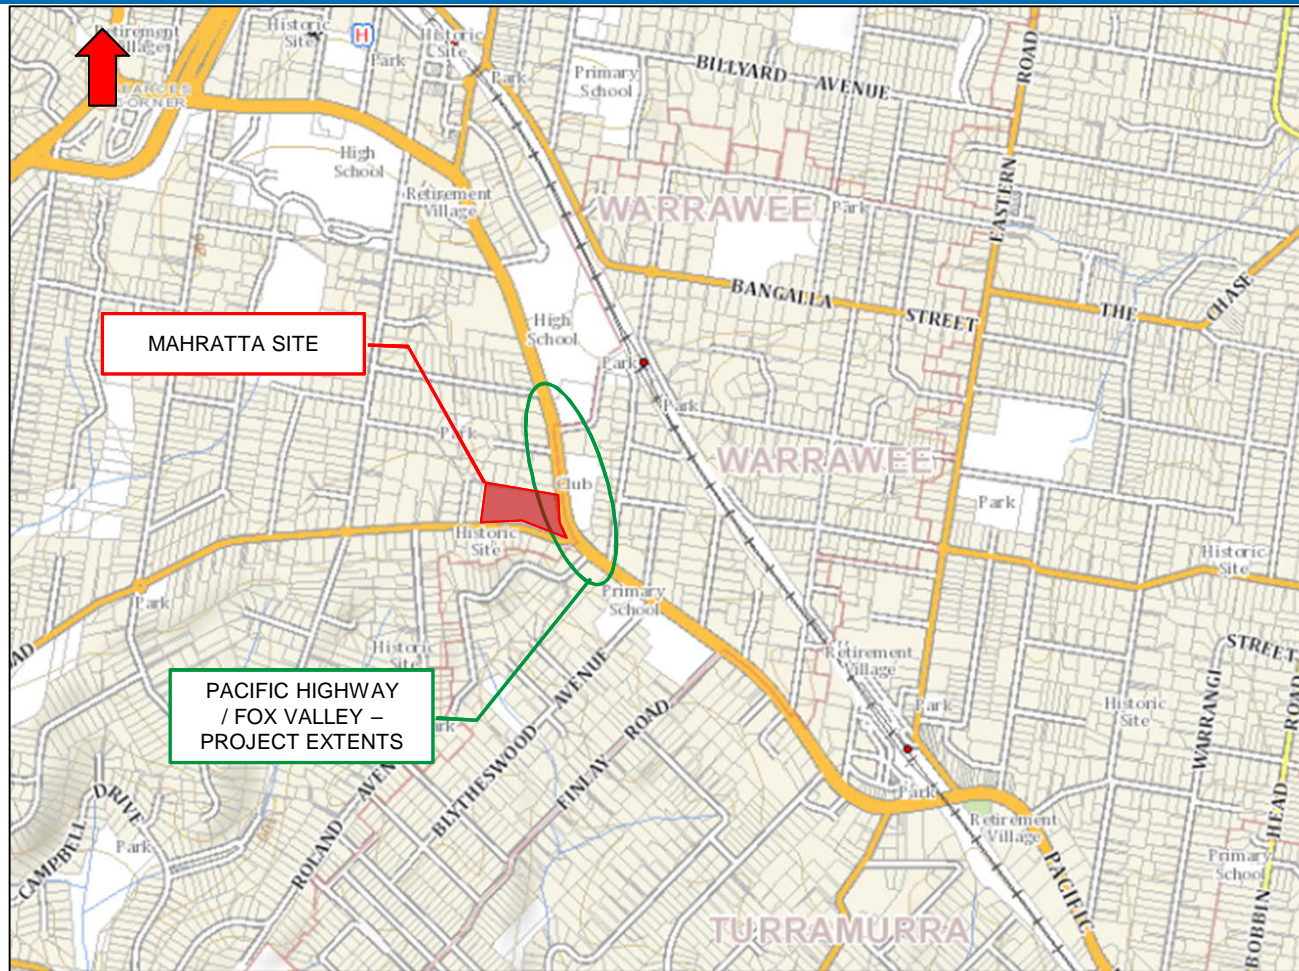 Retirement
Village
Historic
Site
H
Park
Historic
Site
Park
PEARCES
CORNER
Primary
School
BILLYARD AVENUE
ROAD
High
School
Retirement
Village
WARRAWEE
Park
EASTERN
BANGALLA STREET
THE CHASE
MAHRATTA SITE
High
School
Park
Park
Park
WARRAWEE
Club
Park
Historic
Site
Historic
Site
Park
Primary
School
Historic
Site
Retirement
Village
STREET
PACIFIC HIGHWAY
/ FOX VALLEY –
PROJECT EXTENTS
BLYTHESWOOD AVENUE
FINLAY ROAD
Park
Historic
Site
WARRANGI
ROAD
HEAD
BOBBIN
DRIVE
CAMPBELL
Park
ROLAND
Park
Retirement
Village
PACIFIC
Primary
School
TURRAMURRA